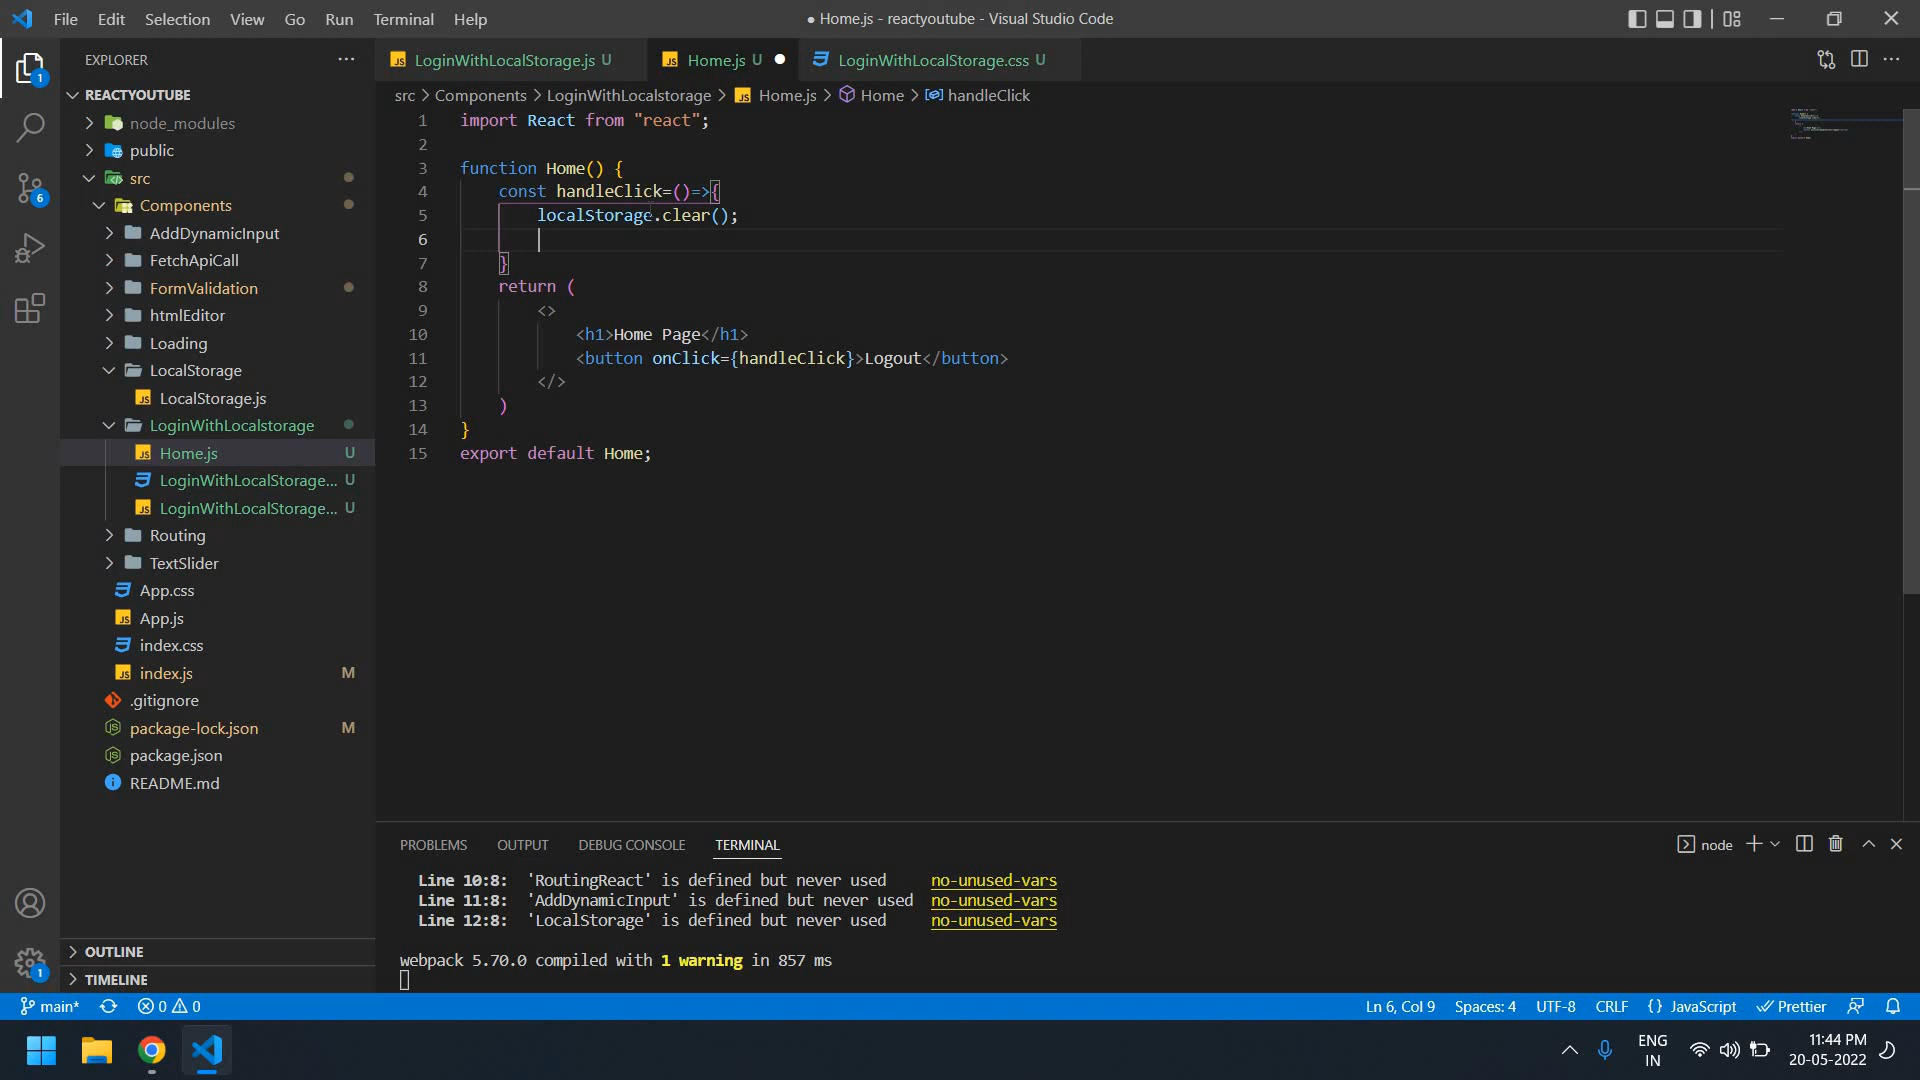 File Edit Selection View Go Run Terminal Help
● Home.js - reactyoutube - Visual Studio Code
EXPLORER
LoginWithLocalStorage.js U
Home.js U
LoginWithLocalStorage.css U
src > Components > LoginWithLocalstorage > Home.js > Home > handleClick
REACTYOUTUBE
node_modules
public
src
Components
AddDynamicInput
FetchApiCall
FormValidation
htmlEditor
Loading
LocalStorage
LocalStorage.js
LoginWithLocalstorage
Home.js U
LoginWithLocalStorage... U
LoginWithLocalStorage... U
Routing
TextSlider
App.css
App.js
index.css
index.js M
.gitignore
package-lock.json M
package.json
README.md
OUTLINE
TIMELINE
1
6
1
1 import React from "react";
2
3 function Home() {
4 const handleClick=()=>{
5 localStorage.clear();
6
7 }
8 return (
9 <>
10 <h1>Home Page</h1>
11 <button onClick={handleClick}>Logout</button>
12 </>
13 )
14 }
15 export default Home;
PROBLEMS OUTPUT DEBUG CONSOLE TERMINAL
node
Line 10:8: 'RoutingReact' is defined but never used no-unused-vars
Line 11:8: 'AddDynamicInput' is defined but never used no-unused-vars
Line 12:8: 'LocalStorage' is defined but never used no-unused-vars
webpack 5.70.0 compiled with 1 warning in 857 ms
main* 0 0
Ln 6, Col 9 Spaces: 4 UTF-8 CRLF {} JavaScript Prettier
ENG
IN
11:44 PM
20-05-2022